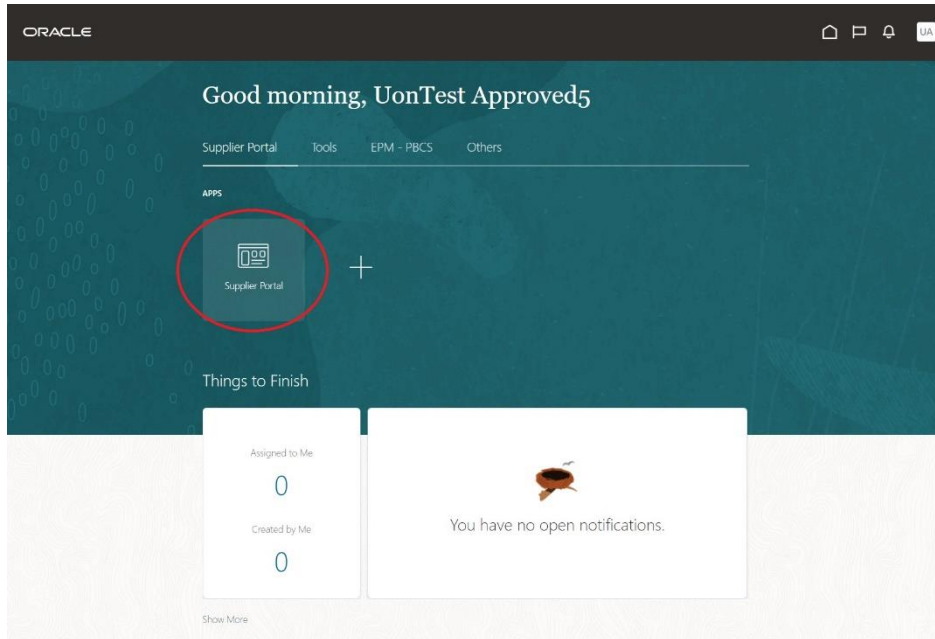 ORACLE
UA
Good morning, UonTest Approved5
Supplier Portal Tools EPM - PBCS Others
APPS
Supplier Portal
Things to Finish
Assigned to Me
0
Created by Me
0
You have no open notifications.
Show More